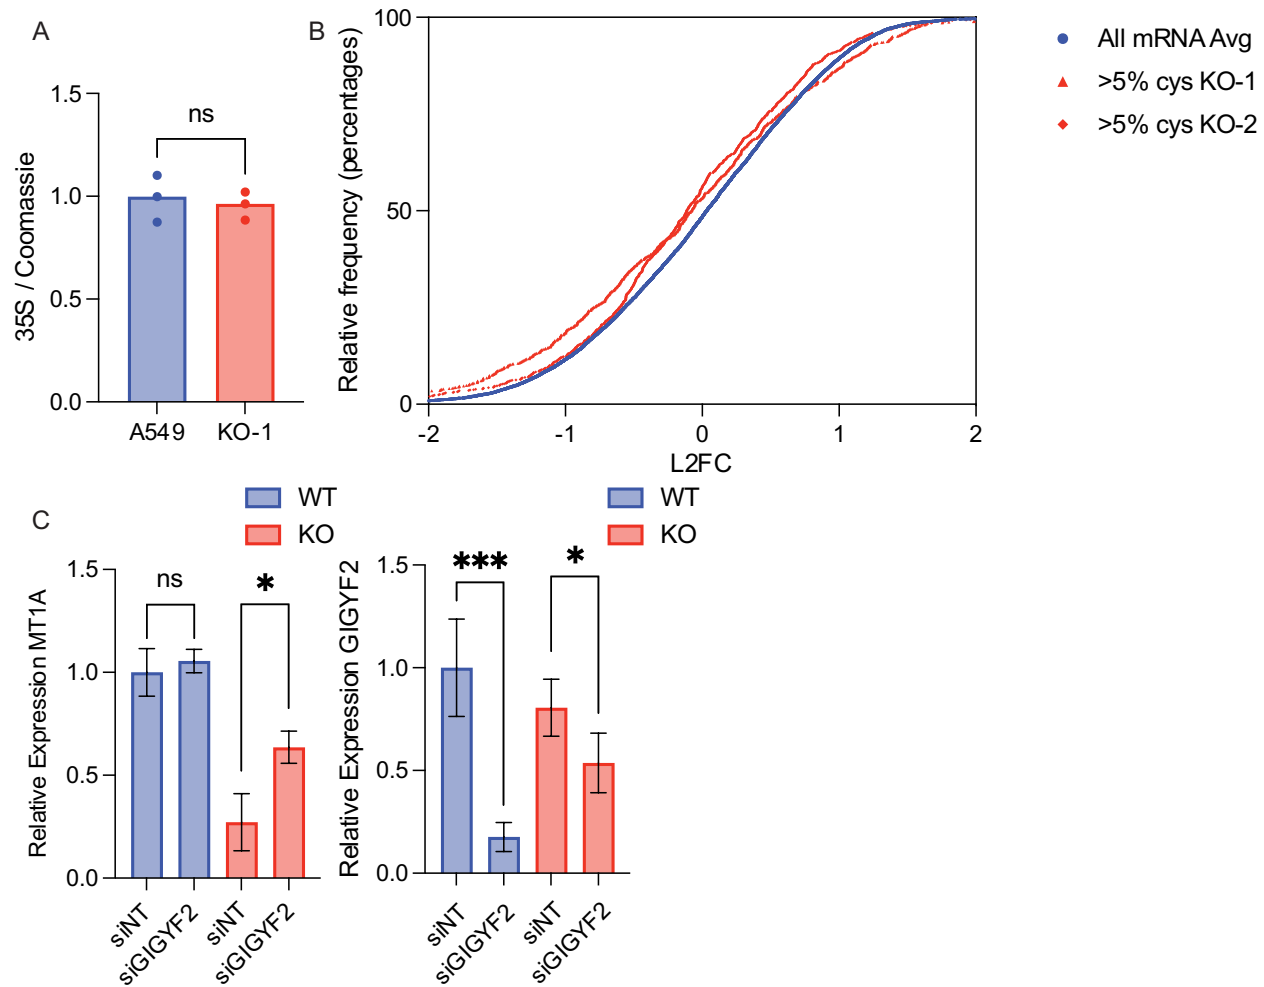 A
35S / Coomassie
1.5
1.0
0.5
0.0
ns
A549
KO-1
B
Relative frequency (percentages)
100
50
0
-2
-1
0
1
2
L2FC
All mRNA Avg
>5% cys KO-1
>5% cys KO-2
C
WT
KO
Relative Expression MT1A
1.5
1.0
0.5
0.0
ns
*
siNT
siGIGYF2
siNT
siGIGYF2
WT
KO
Relative Expression GIGYF2
1.5
1.0
0.5
0.0
***
*
siNT
siGIGYF2
siNT
siGIGYF2